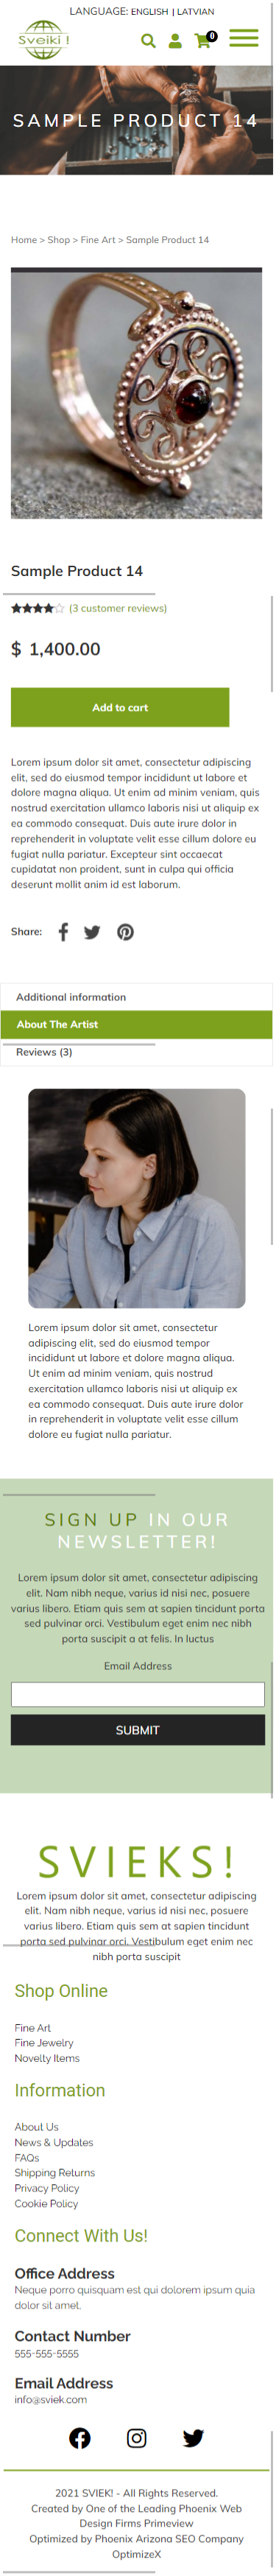 LANGUAGE: ENGLISH | LATVIAN
Sveiki !
0
SAMPLE PRODUCT 14
Home > Shop > Fine Art > Sample Product 14
Sample Product 14
(3 customer reviews)
$ 1,400.00
Add to cart
Lorem ipsum dolor sit amet, consectetur adipiscing
elit, sed do eiusmod tempor incididunt ut labore et
dolore magna aliqua. Ut enim ad minim veniam, quis
nostrud exercitation ullamco laboris nisi ut aliquip ex
ea commodo consequat. Duis aute irure dolor in
reprehenderit in voluptate velit esse cillum dolore eu
fugiat nulla pariatur. Excepteur sint occaecat
cupidatat non proident, sunt in culpa qui officia
deserunt mollit anim id est laborum.
Share:
Additional information
About The Artist
Reviews (3)
Lorem ipsum dolor sit amet, consectetur
adipiscing elit, sed do eiusmod tempor
incididunt ut labore et dolore magna aliqua.
Ut enim ad minim veniam, quis nostrud
exercitation ullamco laboris nisi ut aliquip ex
ea commodo consequat. Duis aute irure dolor
in reprehenderit in voluptate velit esse cillum
dolore eu fugiat nulla pariatur.
SIGN UP IN OUR
NEWSLETTER!
Lorem ipsum dolor sit amet, consectetur adipiscing
elit. Nam nibh neque, varius id nisi nec, posuere
varius libero. Etiam quis sem at sapien tincidunt porta
sed pulvinar orci. Vestibulum eget enim nec nibh
porta suscipit a at felis. In luctus
Email Address
SUBMIT
SVIEKS!
Lorem ipsum dolor sit amet, consectetur adipiscing
elit. Nam nibh neque, varius id nisi nec, posuere
varius libero. Etiam quis sem at sapien tincidunt
porta sed pulvinar orci. Vestibulum eget enim nec
nibh porta suscipit
Shop Online
Fine Art
Fine Jewelry
Novelty Items
Information
About Us
News & Updates
FAQs
Shipping Returns
Privacy Policy
Cookie Policy
Connect With Us!
Office Address
Neque porro quisquam est qui dolorem ipsum quia
dolor sit amet.
Contact Number
555-555-5555
Email Address
info@sviek.com
2021 SVIEK! - All Rights Reserved.
Created by One of the Leading Phoenix Web
Design Firms Primeview
Optimized by Phoenix Arizona SEO Company
OptimizeX